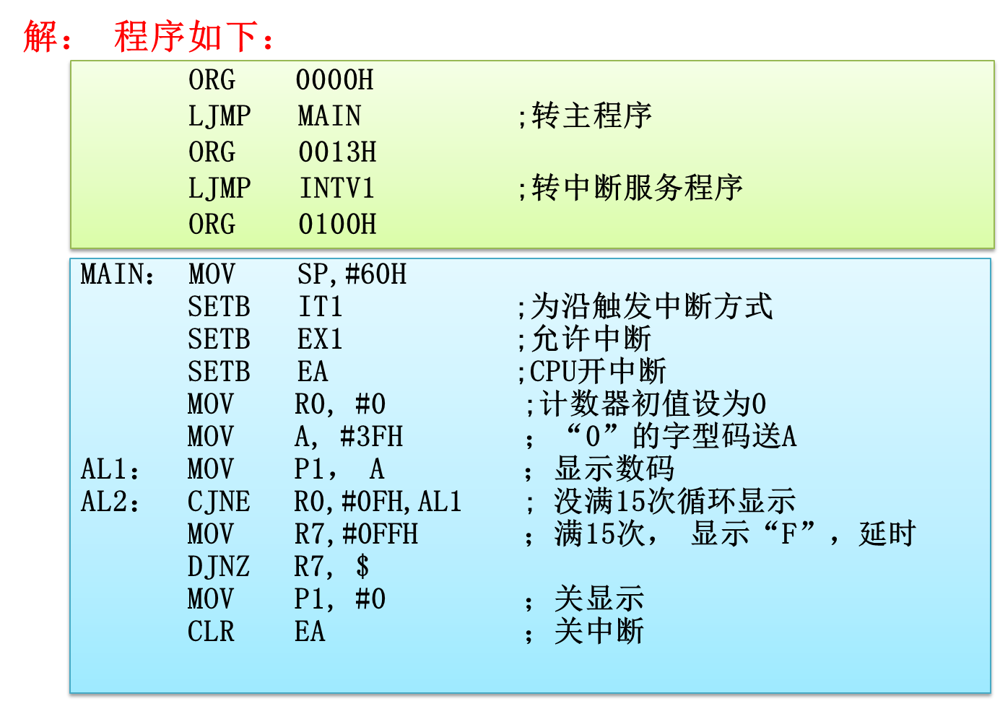 解： 程序如下：
ORG 0000H
LJMP MAIN ;转主程序
ORG 0013H
LJMP INTV1 ;转中断服务程序
ORG 0100H
MAIN： MOV SP,#60H
SETB IT1 ;为沿触发中断方式
SETB EX1 ;允许中断
SETB EA ;CPU开中断
MOV R0, #0 ;计数器初值设为0
MOV A, #3FH ；“0”的字型码送A
AL1： MOV P1， A ；显示数码
AL2： CJNE R0,#0FH,AL1 ; 没满15次循环显示
MOV R7,#0FFH ；满15次， 显示“F”，延时
DJNZ R7, $
MOV P1, #0 ；关显示
CLR EA ；关中断